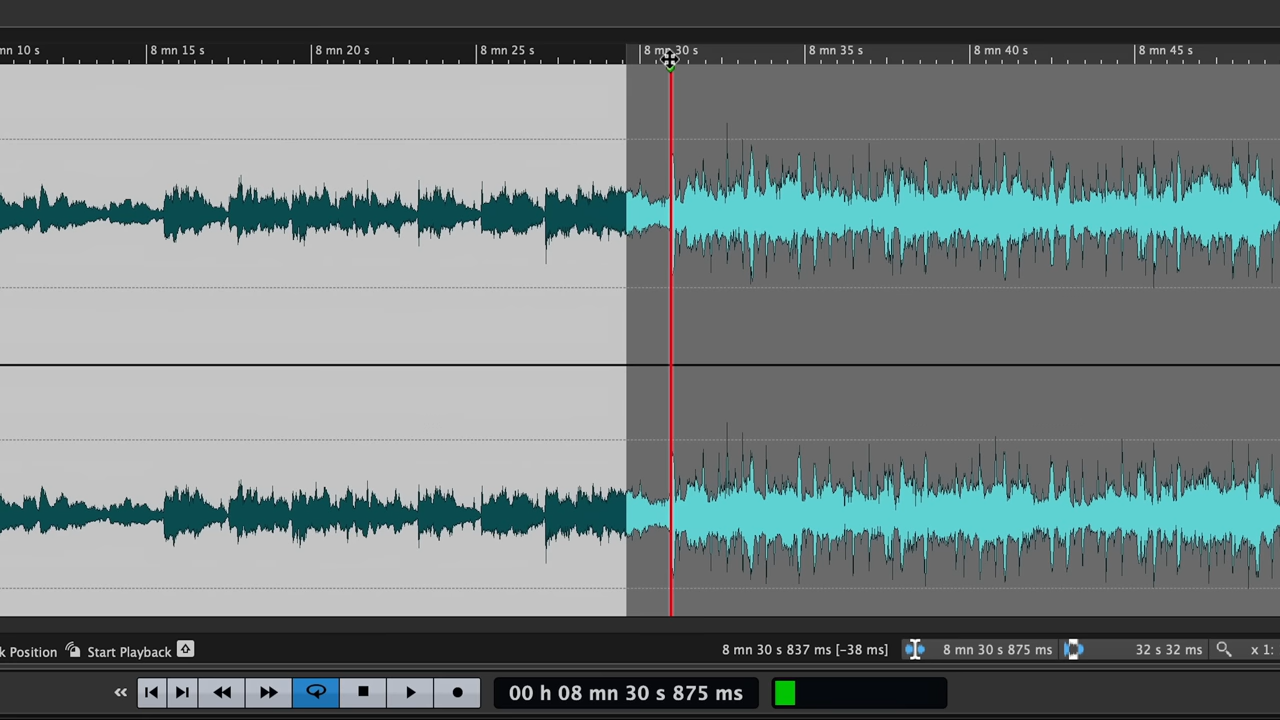 mn 10 s 8 mn 15 s 8 mn 20 s 8 mn 25 s 8 mn 30 s 8 mn 35 s 8 mn 40 s 8 mn 45 s
k Position Start Playback 8 mn 30 s 837 ms [-38 ms] 8 mn 30 s 875 ms 32 s 32 ms x 1:
00 h 08 mn 30 s 875 ms